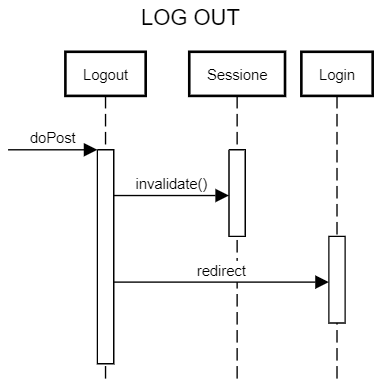 LOG OUT
Logout
Sessione
Login
doPost
invalidate()
redirect